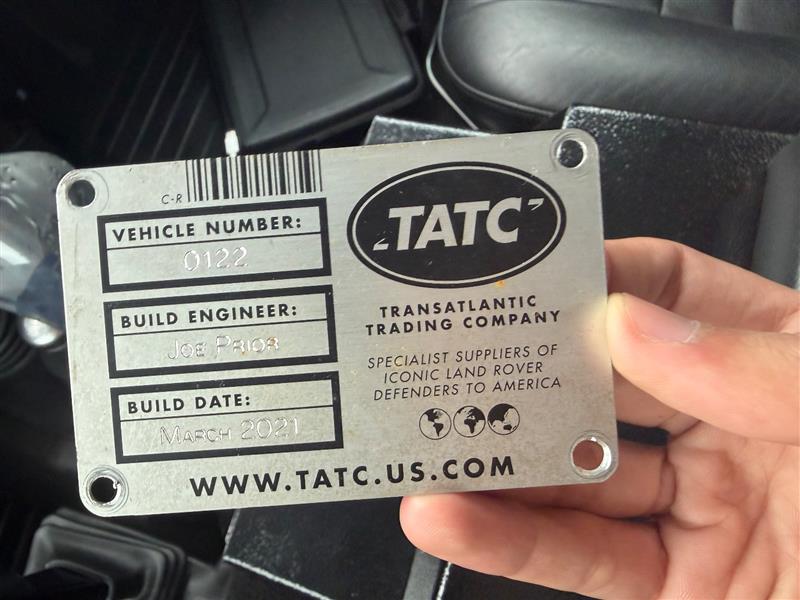 C-R
VEHICLE NUMBER:
0122
BUILD ENGINEER:
JOE PRIOR
BUILD DATE:
MARCH 2021
TATC
TRANSATLANTIC
TRADING COMPANY
SPECIALIST SUPPLIERS OF
ICONIC LAND ROVER
DEFENDERS TO AMERICA
WWW.TATC.US.COM